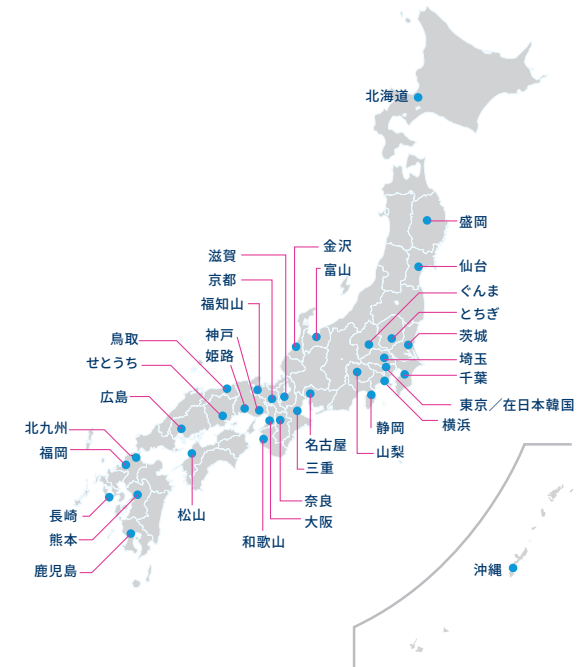 北海道
盛岡
金沢
滋賀
仙台
富山
京都
ぐんま
福知山
とちぎ
鳥取
神戸
茨城
姫路
せとうち
埼玉
千葉
広島
東京／在日本韓国
横浜
北九州
静岡
名古屋
福岡
山梨
三重
奈良
長崎
松山
大阪
熊本
和歌山
鹿児島
沖縄